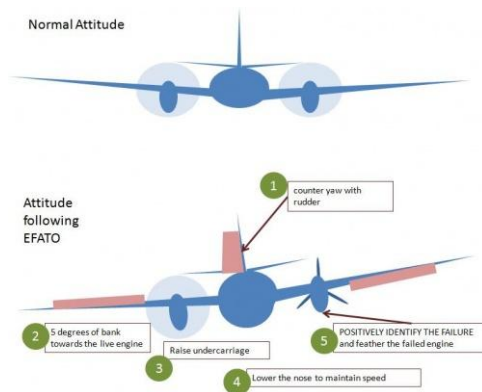 Normal Attitude
1
counter yaw with
rudder
Attitude
following
EFATO
2
5 degrees of bank
towards the live engine
3
Raise undercarriage
5
POSITIVELY IDENTIFY THE FAILURE
and feather the failed engine
4
Lower the nose to maintain speed